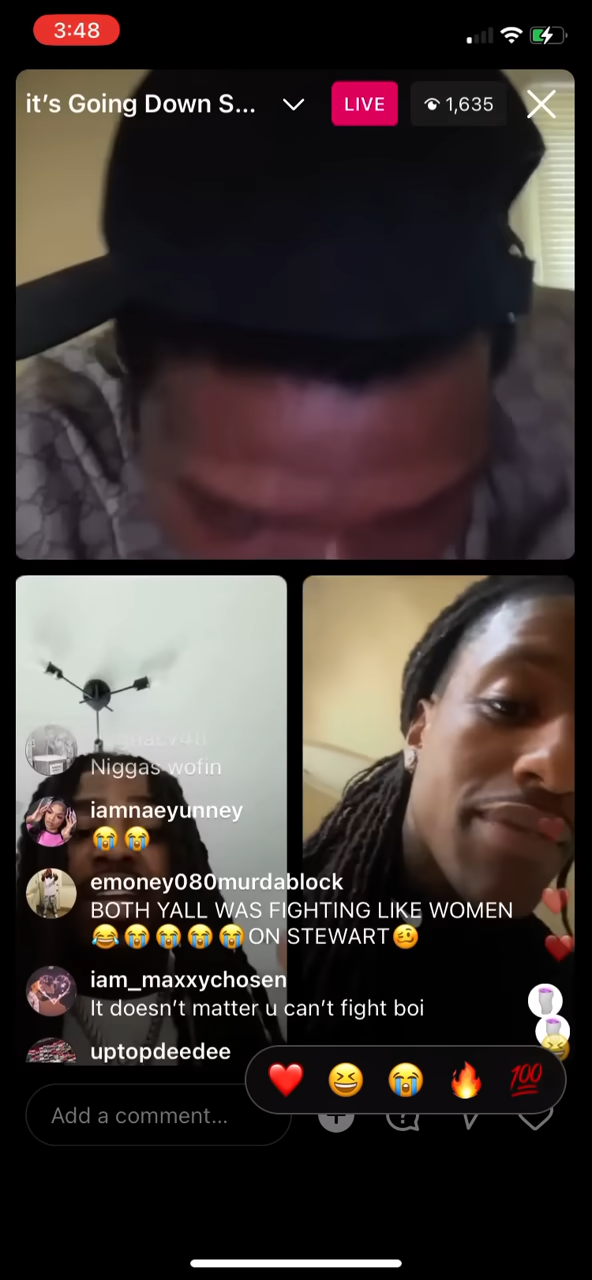 3:48
it's Going Down S...
LIVE
1,635
Niggas wofin
iamnaeyunney
😭😭
emoney080murdablock
BOTH YALL WAS FIGHTING LIKE WOMEN
😂😭😭😭😭ON STEWART🥴
iam_maxxychosen
It doesn't matter u can't fight boi
uptopdeedee
❤️😆😭🔥💯
Add a comment...